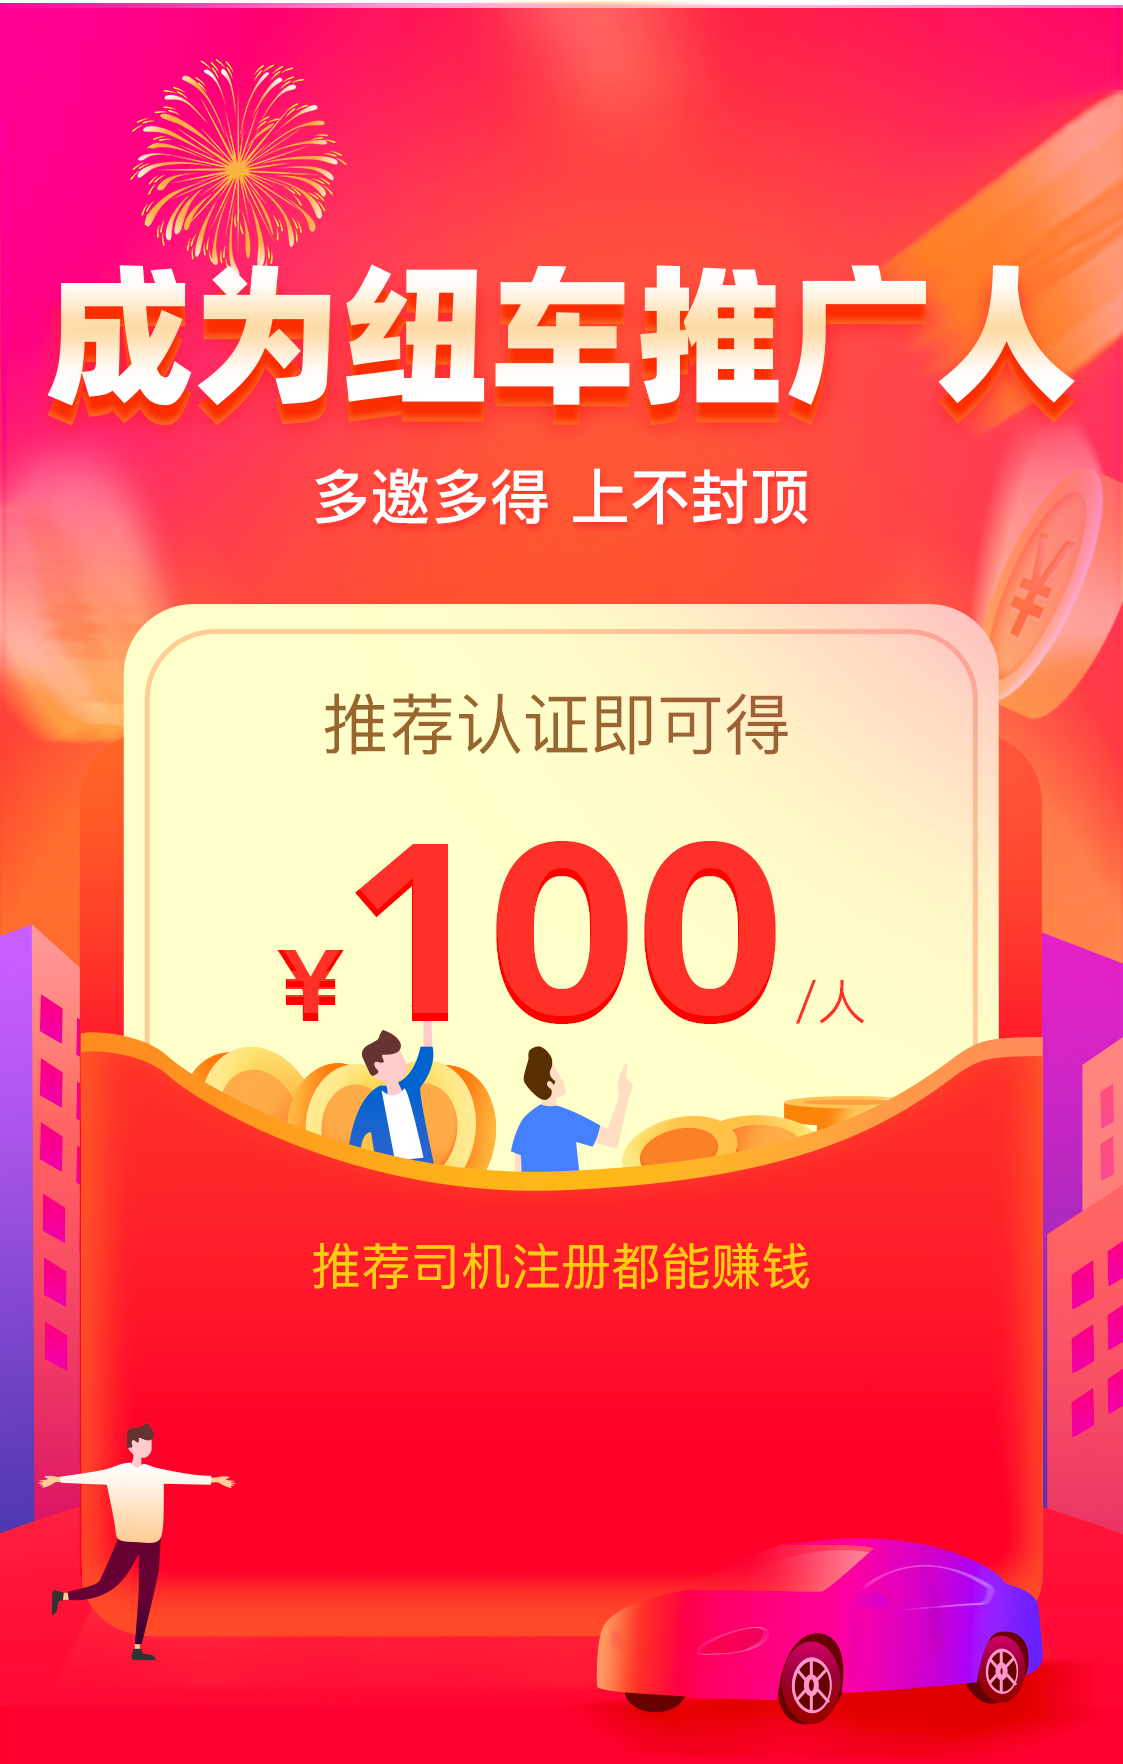 成为纽车推广人
多邀多得 上不封顶
推荐认证即可得
¥100/人
推荐司机注册都能赚钱